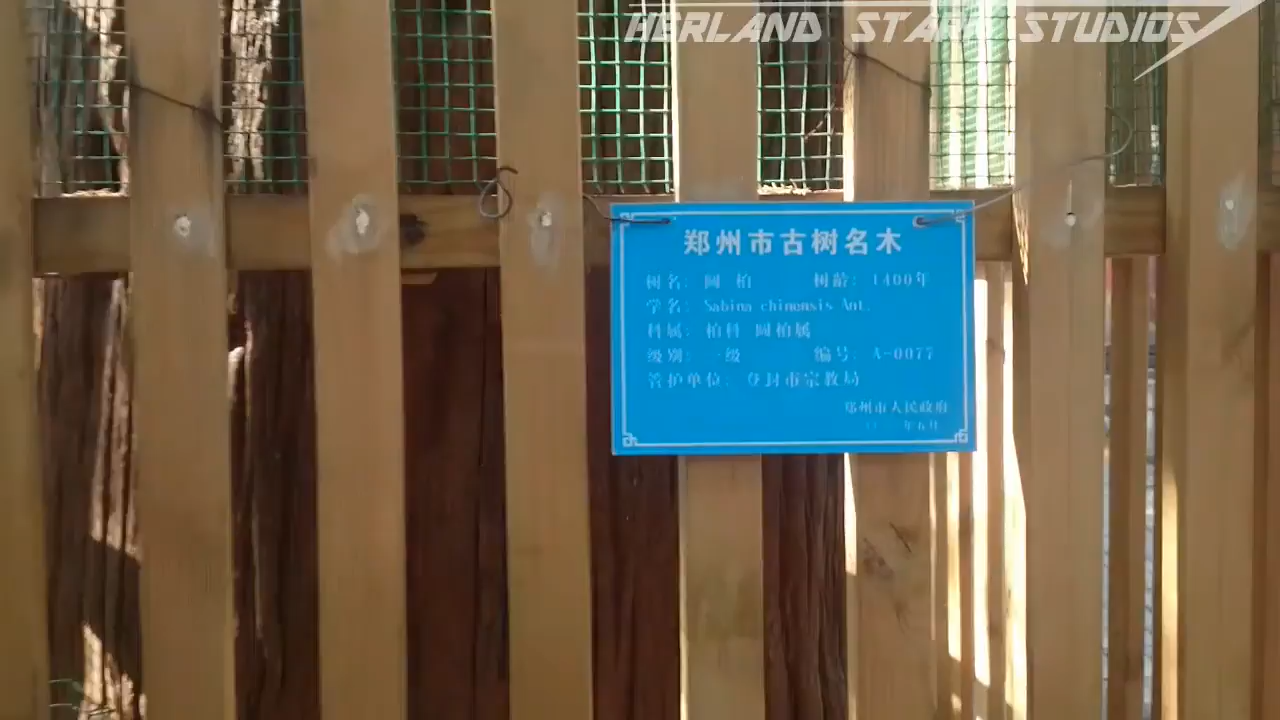 HERLAND STARK STUDIOS
郑州市古树名木
树名: 圆 柏 树龄: 1400年
学名: Sabina chinensis Ant.
科属: 柏科 圆柏属
级别: 一级 编号: A-0077
管护单位: 登封市宗教局
郑州市人民政府
年五月